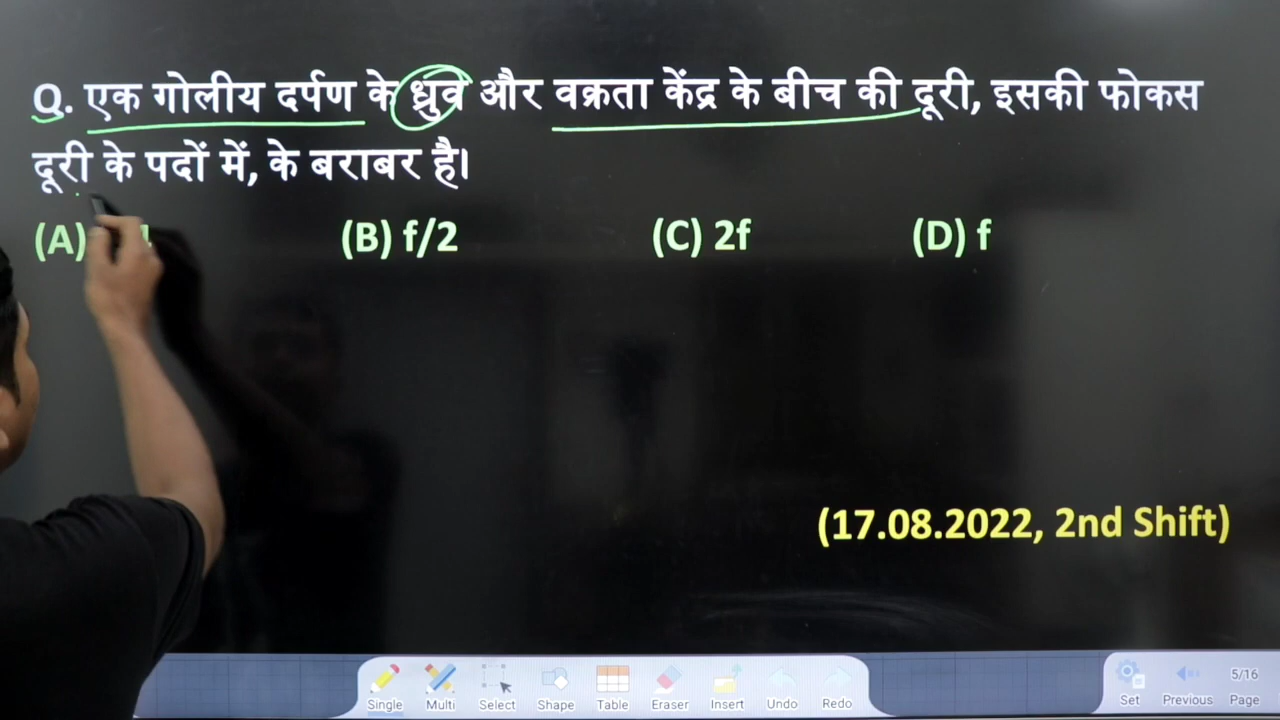 Q. एक गोलीय दर्पण के ध्रुव और वक्रता केंद्र के बीच की दूरी, इसकी फोकस
दूरी के पदों में, के बराबर है।
(A) (B) f/2 (C) 2f (D) f
(17.08.2022, 2nd Shift)
Single Multi Select Shape Table Eraser Insert Undo Redo Set Previous 5/16 Page